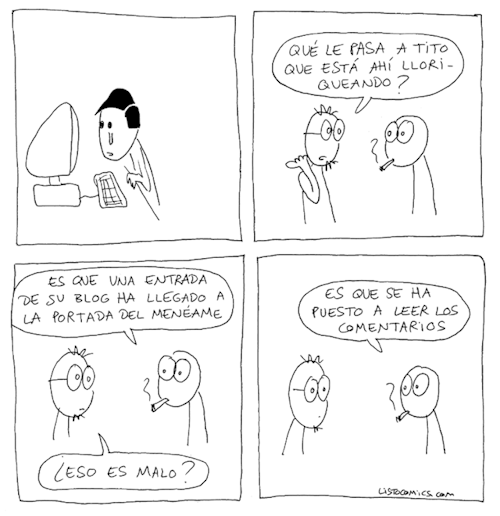 QUÉ LE PASA A TITO
QUE ESTÁ AHÍ LLORI-
QUEANDO?
ES QUE UNA ENTRADA
DE SU BLOG HA LLEGADO A
LA PORTADA DEL MENÉAME
¿ESO ES MALO?
ES QUE SE HA
PUESTO A LEER LOS
COMENTARIOS
LISTOCOMICS.COM